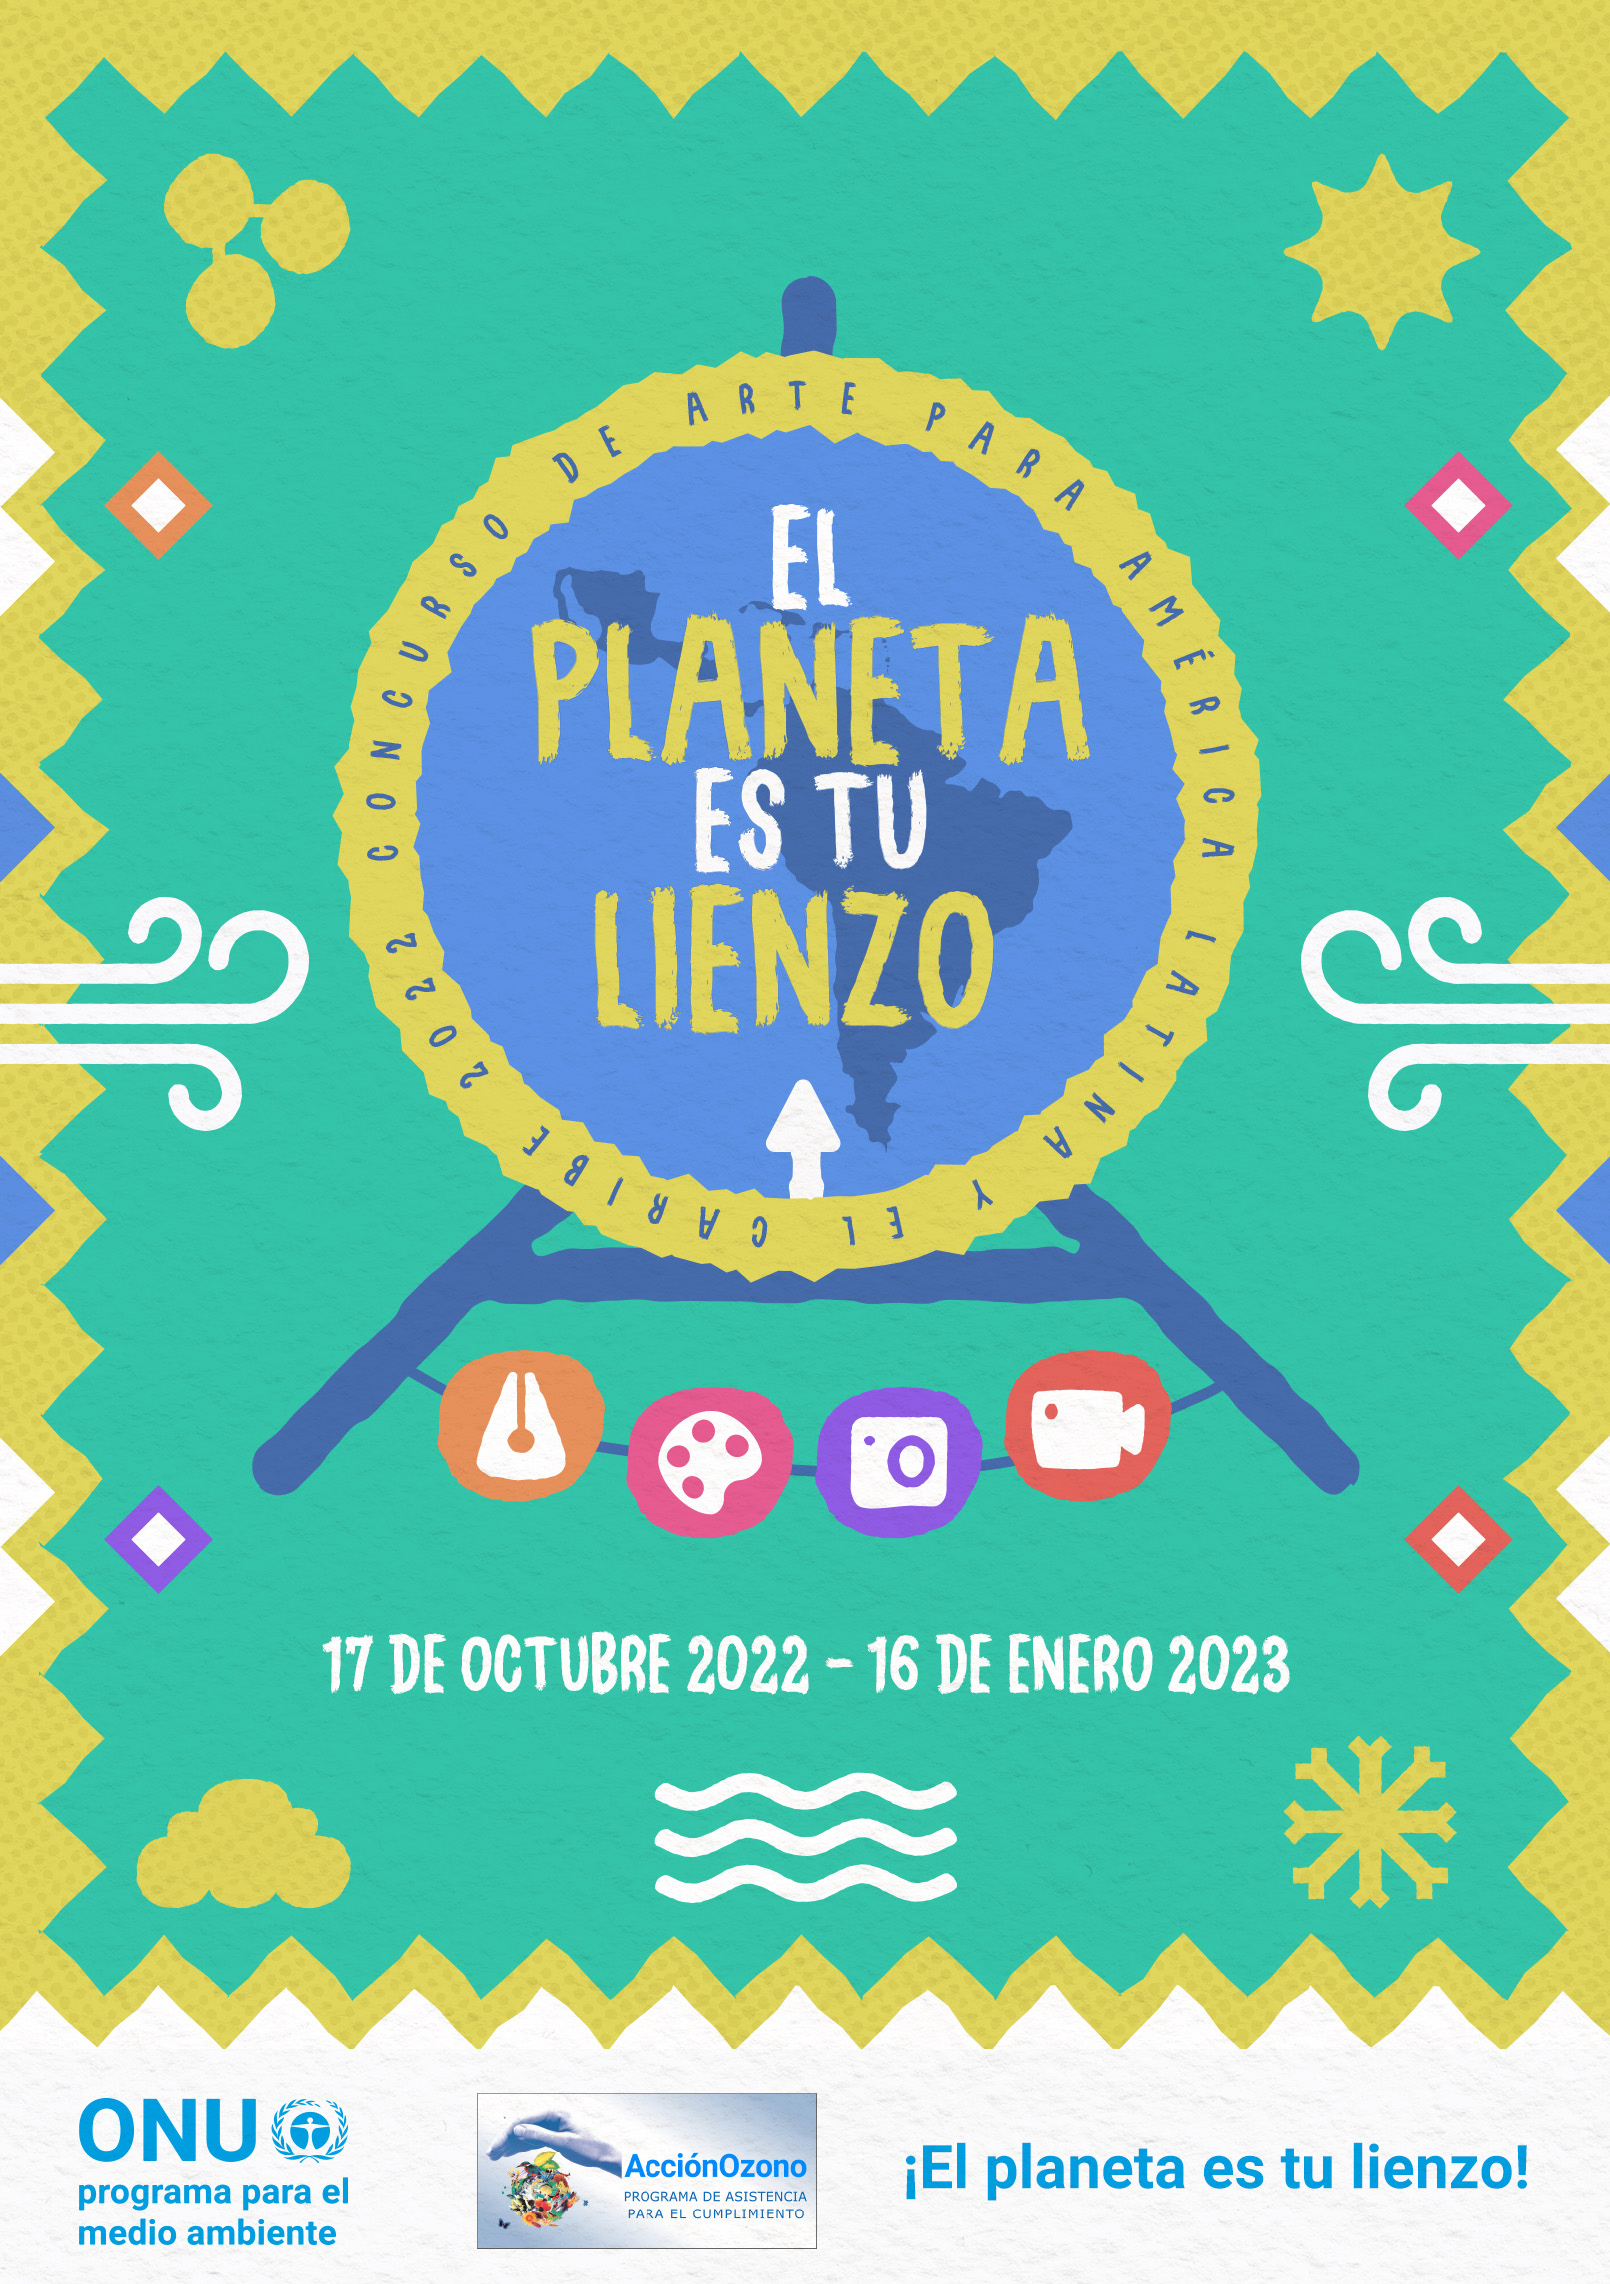 CONCURSO DE ARTE PARA AMÉRICA LATINA Y EL CARIBE 2022
EL
PLANETA
ES TU
LIENZO
17 DE OCTUBRE 2022 - 16 DE ENERO 2023
ONU
programa para el
medio ambiente
AcciónOzono
PROGRAMA DE ASISTENCIA
PARA EL CUMPLIMIENTO
¡El planeta es tu lienzo!